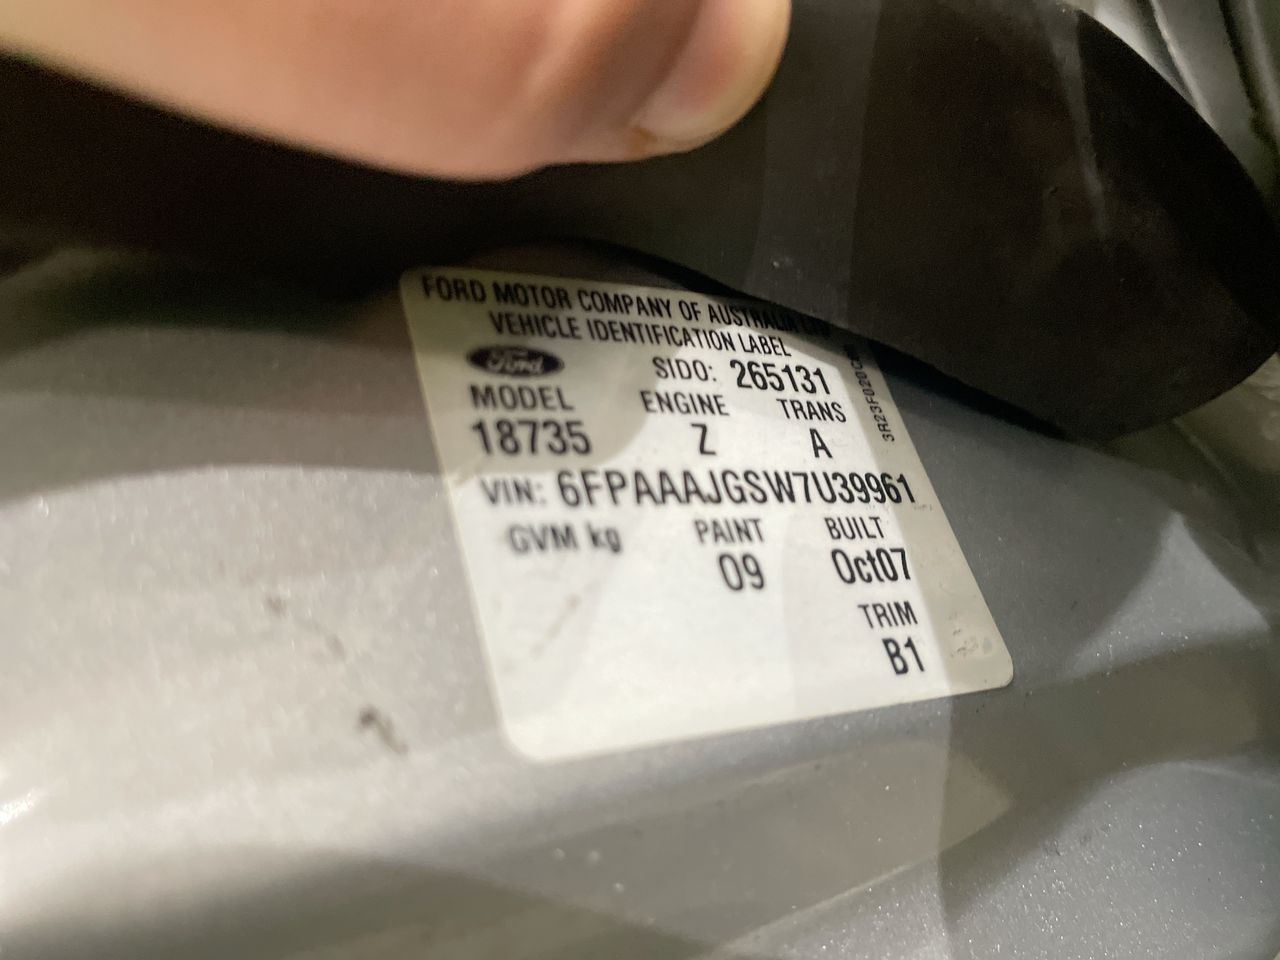 FORD MOTOR COMPANY OF AUSTRALIA LTD
VEHICLE IDENTIFICATION LABEL
Ford
SIDO: 265131
MODEL ENGINE TRANS
18735 Z A
VIN: 6FPAAAJGSW7U39961
GVM kg PAINT BUILT
09 Oct07
TRIM
B1